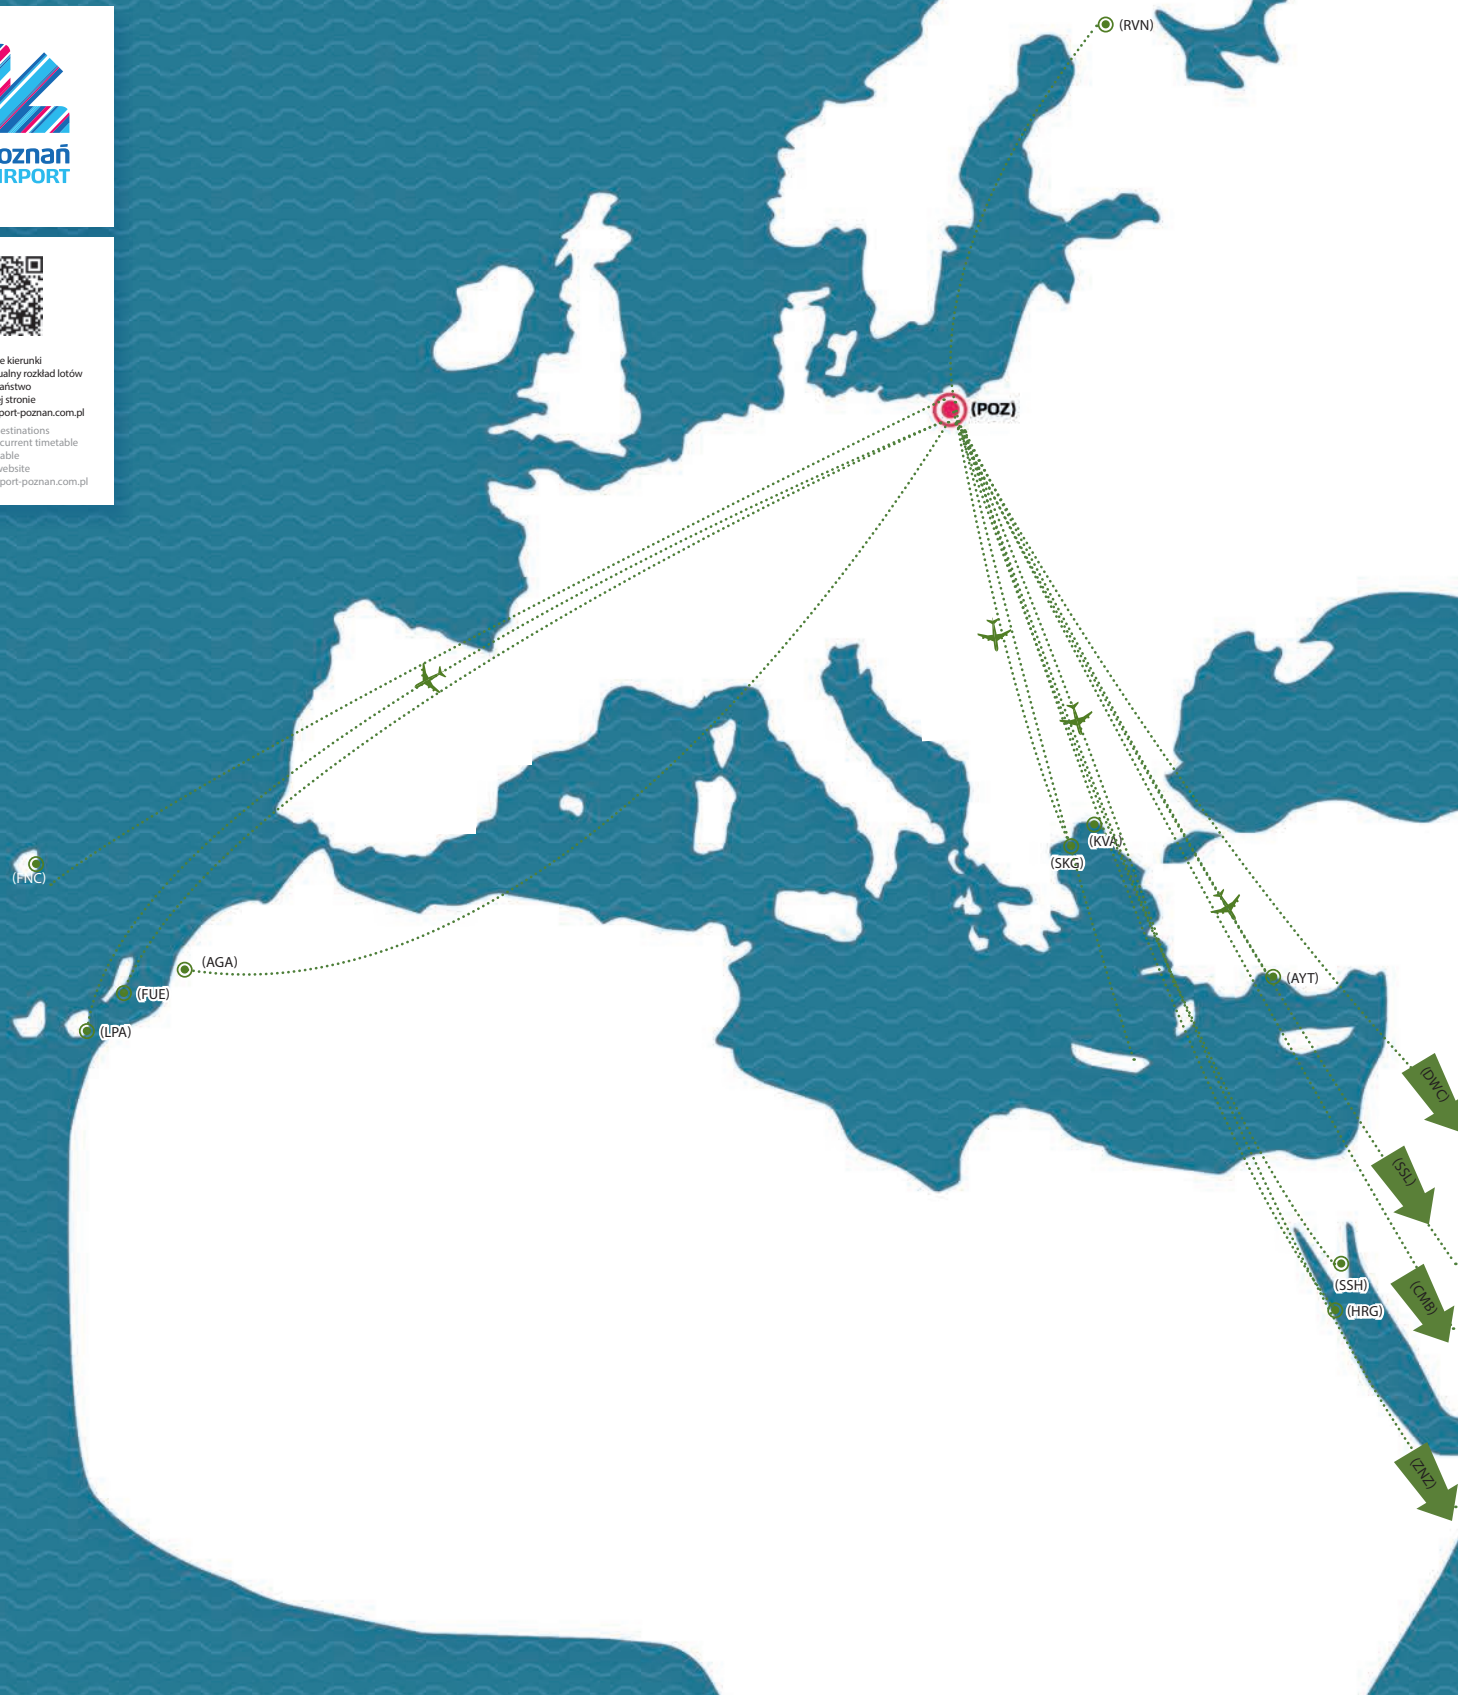 oznań
IRPORT
e kierunki
ualny rozkład lotów
aństwo
j stronie
port-poznan.com.pl
estinations
current timetable
able
website
port-poznan.com.pl
(RVN)
(POZ)
(KVA)
(SKG)
(FNC)
(AGA)
(FUE)
(LPA)
(AYT)
(DWC)
(SSL)
(SSH)
(CMB)
(HRG)
(ZNZ)